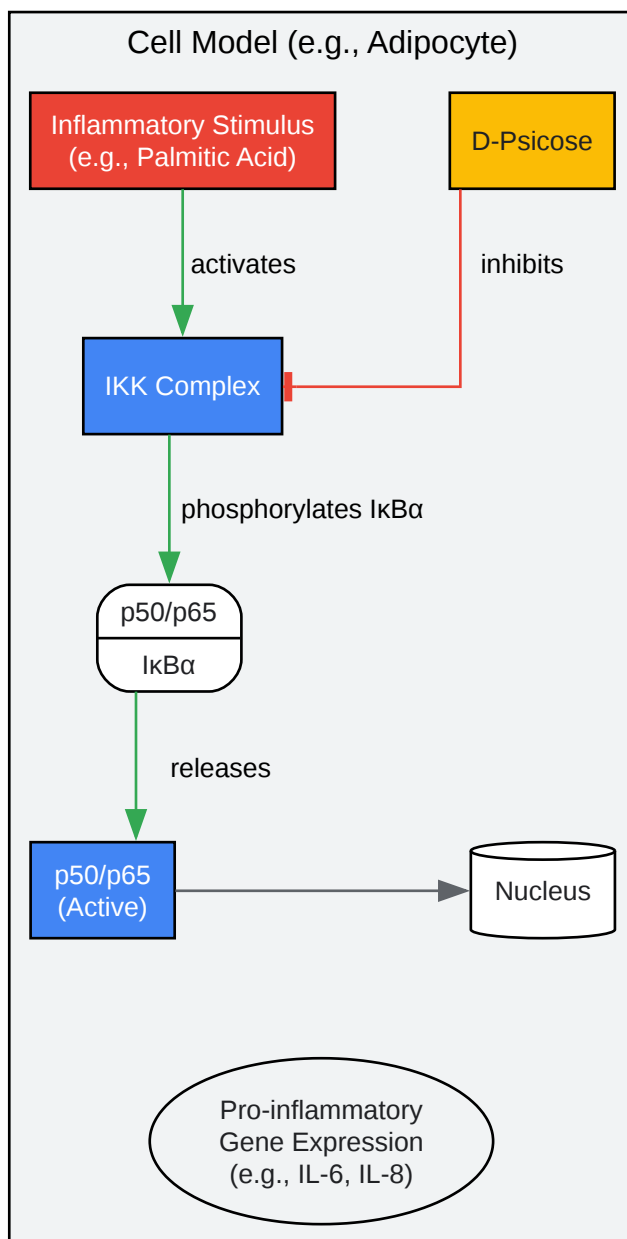 Cell Model (e.g., Adipocyte)
Inflammatory Stimulus
(e.g., Palmitic Acid)
D-Psicose
activates
inhibits
IKK Complex
phosphorylates IκBα
p50/p65
IκBα
releases
p50/p65
(Active)
Nucleus
Pro-inflammatory
Gene Expression
(e.g., IL-6, IL-8)